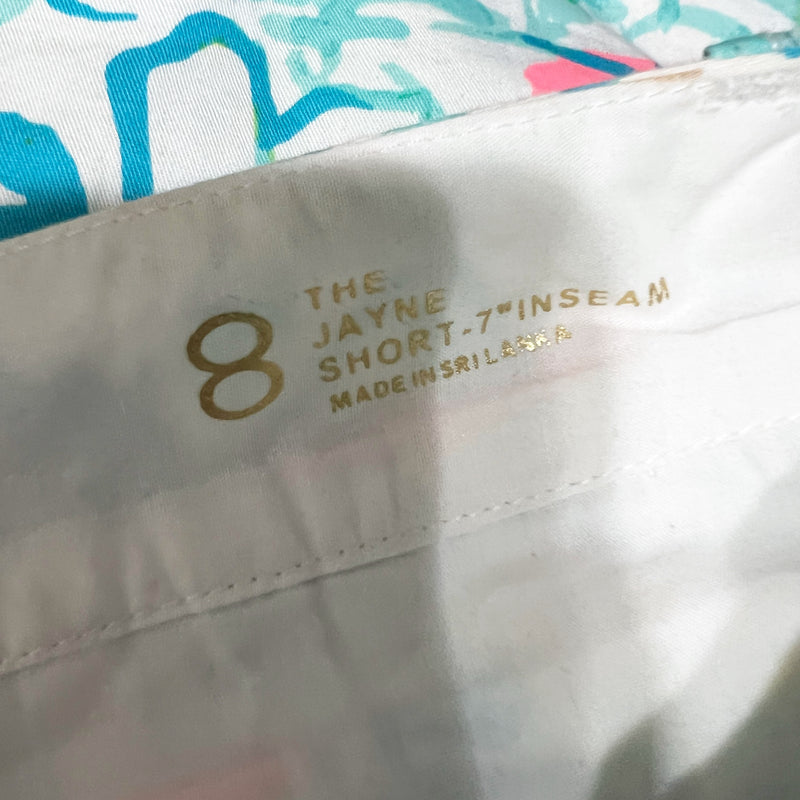 8
THE
JAYNE
SHORT-7"INSEAM
MADE IN SRI LANKA